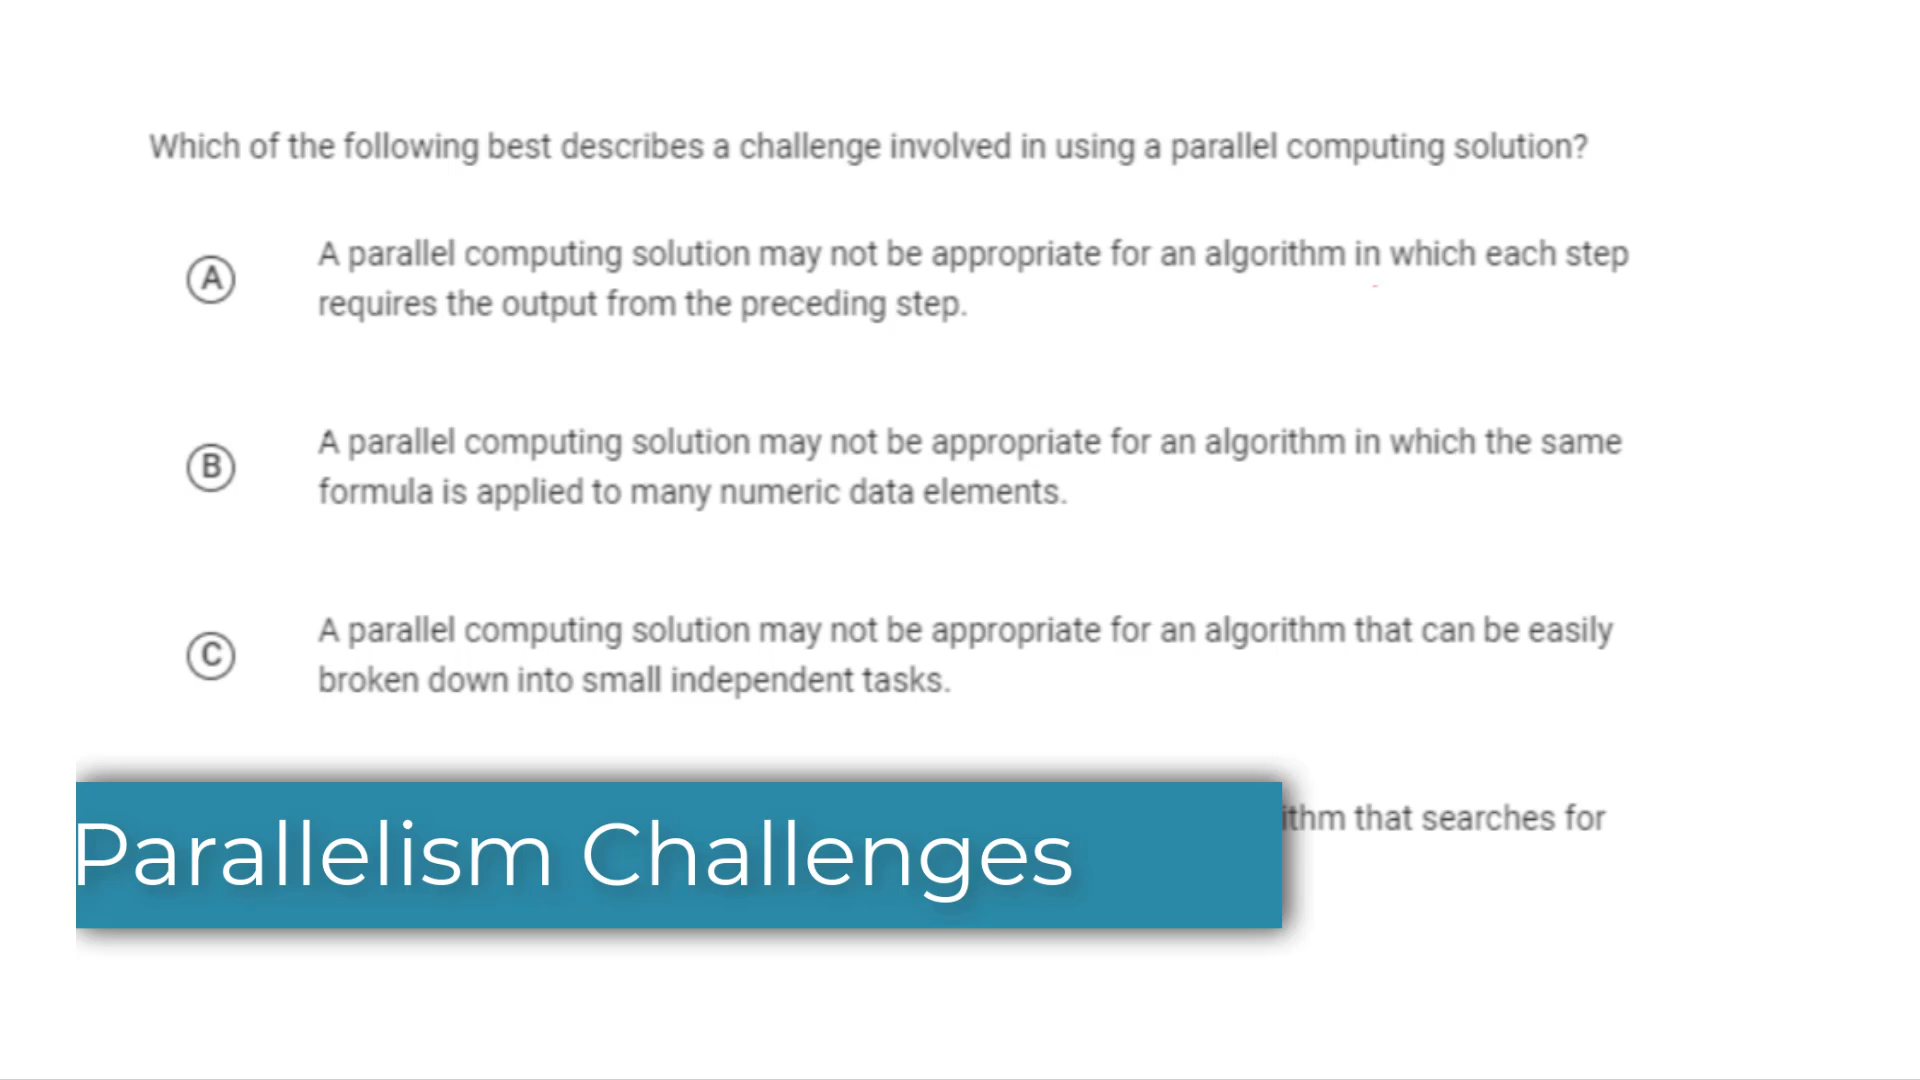 Which of the following best describes a challenge involved in using a parallel computing solution?
A
A parallel computing solution may not be appropriate for an algorithm in which each step
requires the output from the preceding step.
B
A parallel computing solution may not be appropriate for an algorithm in which the same
formula is applied to many numeric data elements.
C
A parallel computing solution may not be appropriate for an algorithm that can be easily
broken down into small independent tasks.
ithm that searches for
Parallelism Challenges